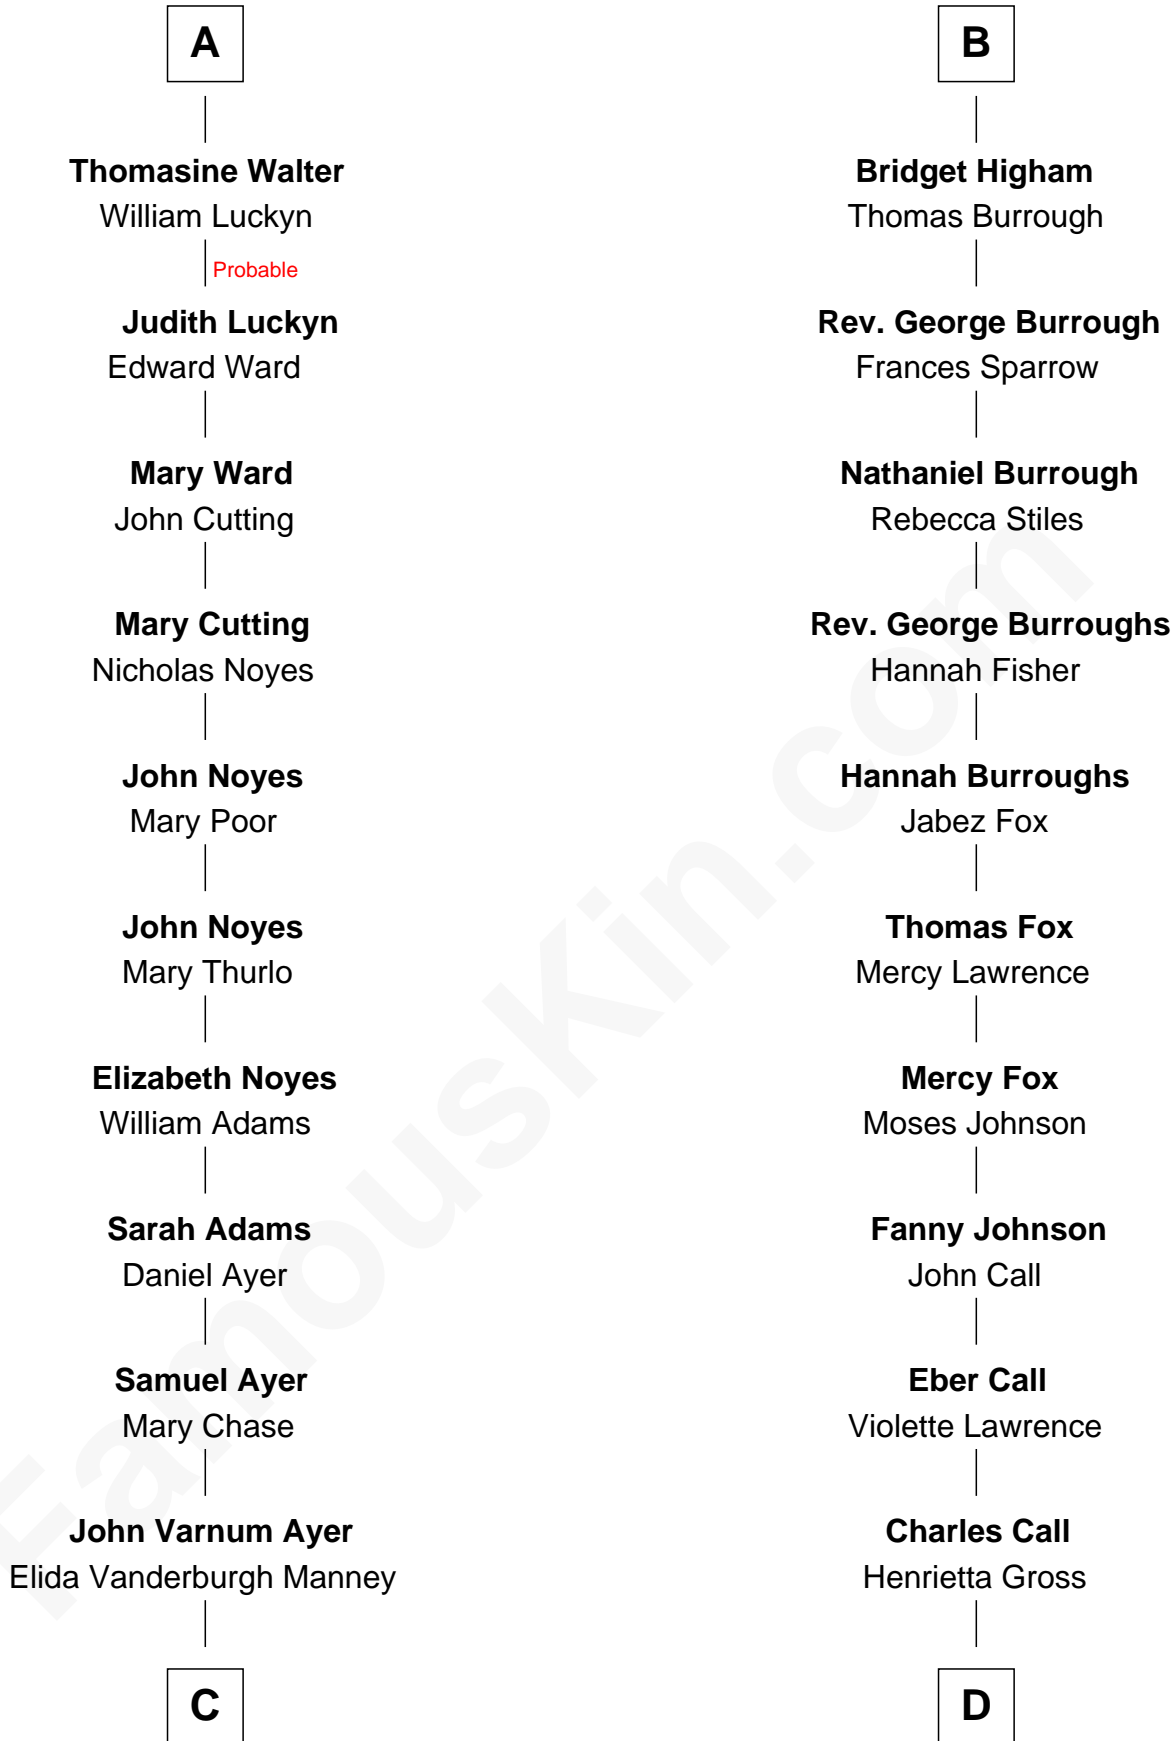 A
Thomasine Walter
William Luckyn
Probable
Judith Luckyn
Edward Ward
Mary Ward
John Cutting
Mary Cutting
Nicholas Noyes
John Noyes
Mary Poor
John Noyes
Mary Thurlo
Elizabeth Noyes
William Adams
Sarah Adams
Daniel Ayer
Samuel Ayer
Mary Chase
John Varnum Ayer
Elida Vanderburgh Manney
C
B
Bridget Higham
Thomas Burrough
Rev. George Burrough
Frances Sparrow
Nathaniel Burrough
Rebecca Stiles
Rev. George Burroughs
Hannah Fisher
Hannah Burroughs
Jabez Fox
Thomas Fox
Mercy Lawrence
Mercy Fox
Moses Johnson
Fanny Johnson
John Call
Eber Call
Violette Lawrence
Charles Call
Henrietta Gross
D
FamousKin.com